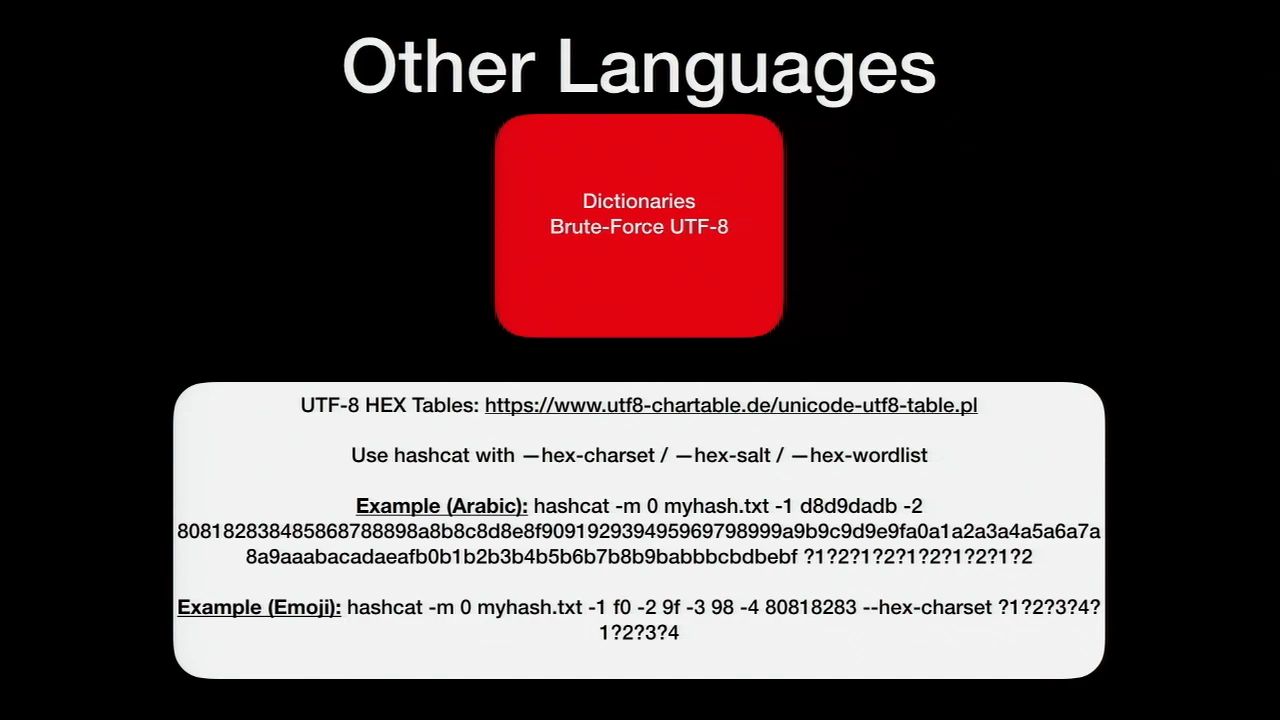 Other Languages
Dictionaries
Brute-Force UTF-8
UTF-8 HEX Tables: https://www.utf8-chartable.de/unicode-utf8-table.pl
Use hashcat with —hex-charset / —hex-salt / —hex-wordlist
Example (Arabic): hashcat -m 0 myhash.txt -1 d8d9dadb -2
808182838485868788898a8b8c8d8e8f909192939495969798999a9b9c9d9e9fa0a1a2a3a4a5a6a7a
8a9aaabacadaeafb0b1b2b3b4b5b6b7b8b9babbbcbdbebf ?1?2?1?2?1?2?1?2?1?2
Example (Emoji): hashcat -m 0 myhash.txt -1 f0 -2 9f -3 98 -4 80818283 --hex-charset ?1?2?3?4?
1?2?3?4